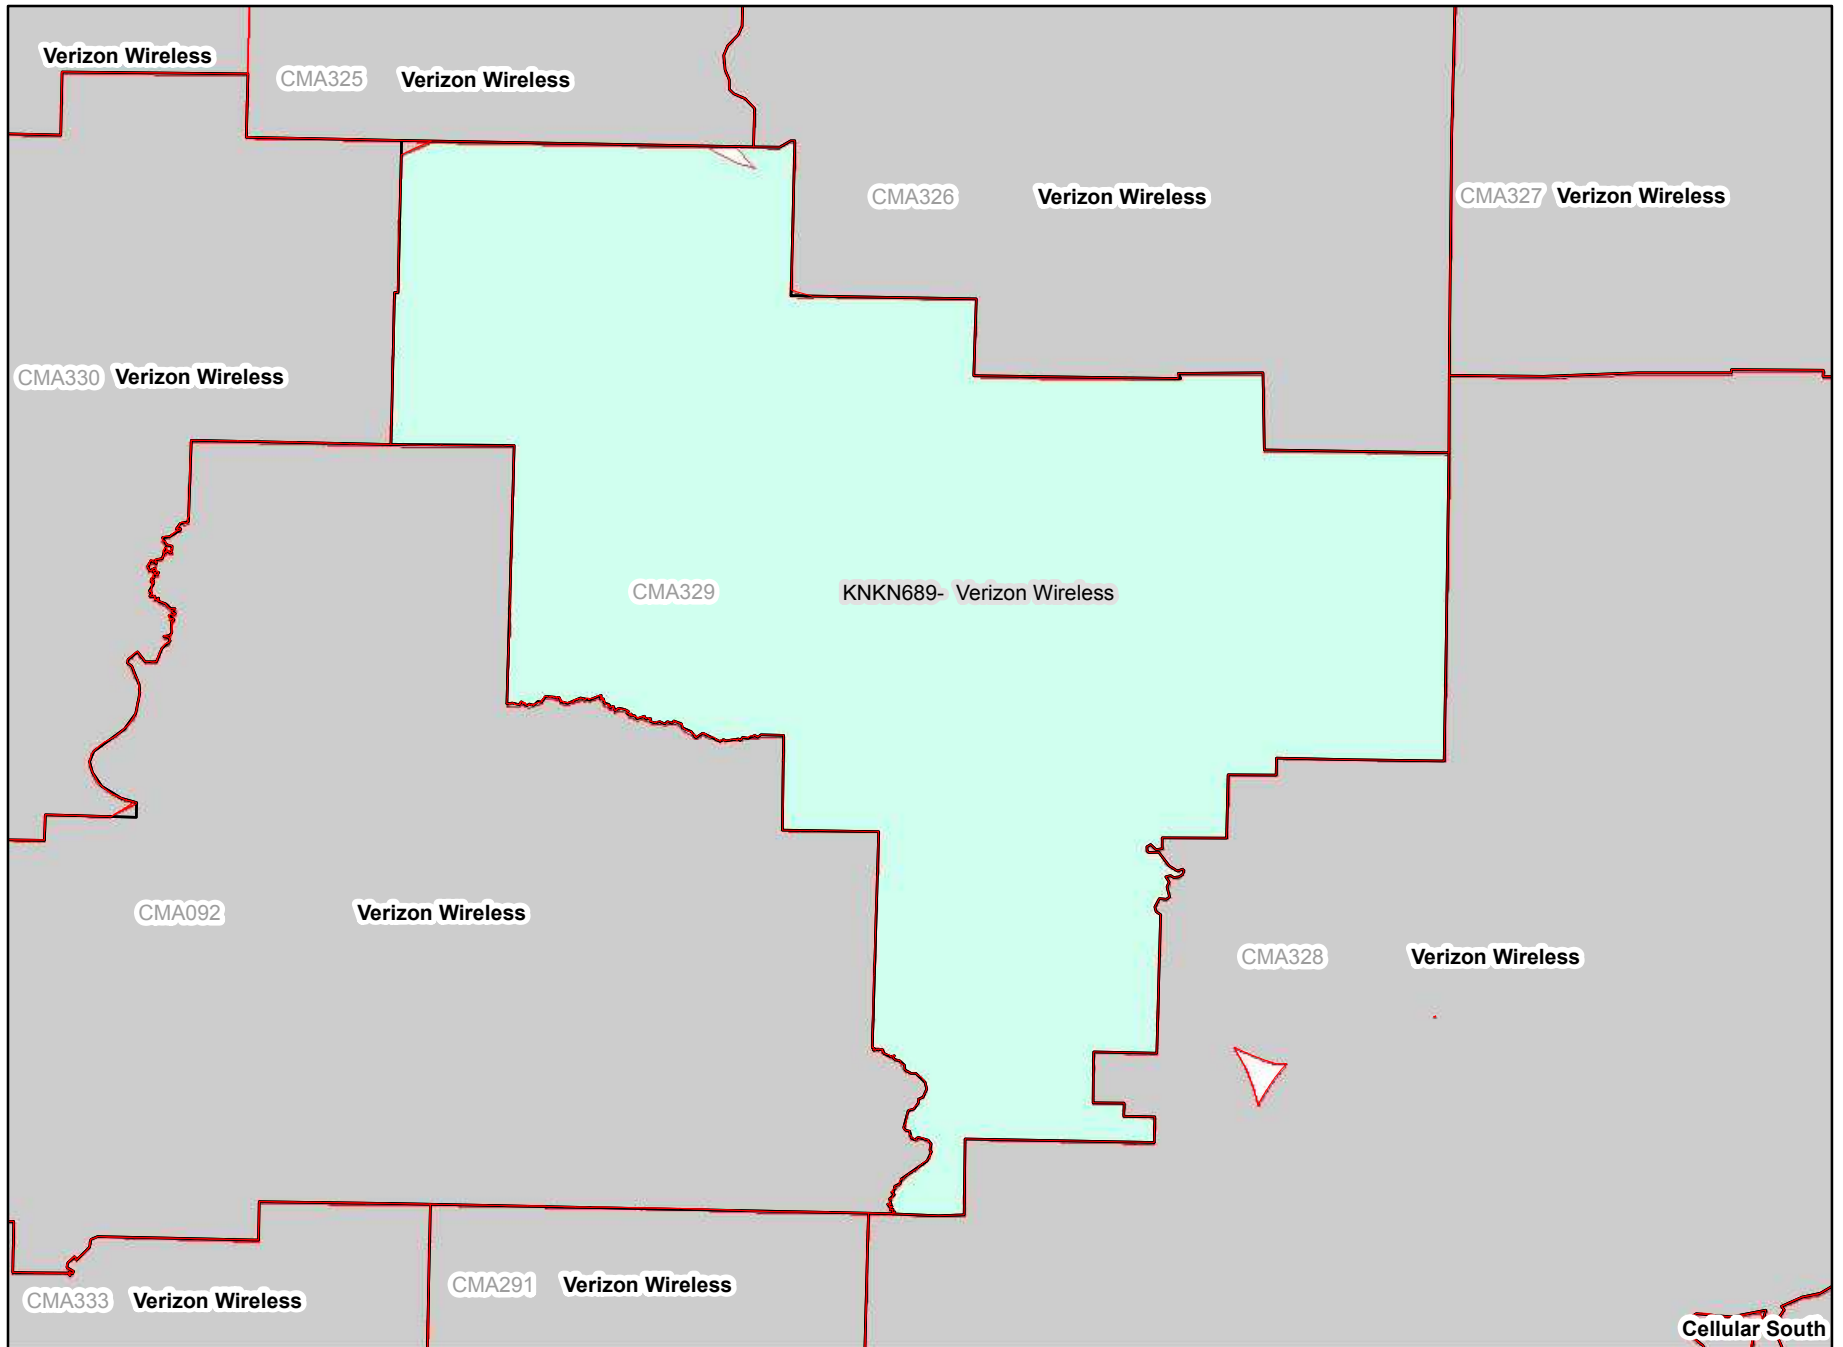 Verizon Wireless
CMA325 Verizon Wireless
CMA326 Verizon Wireless
CMA327 Verizon Wireless
CMA330 Verizon Wireless
CMA329 KNKN689- Verizon Wireless
CMA092 Verizon Wireless
CMA328 Verizon Wireless
CMA333 Verizon Wireless
CMA291 Verizon Wireless
Cellular South